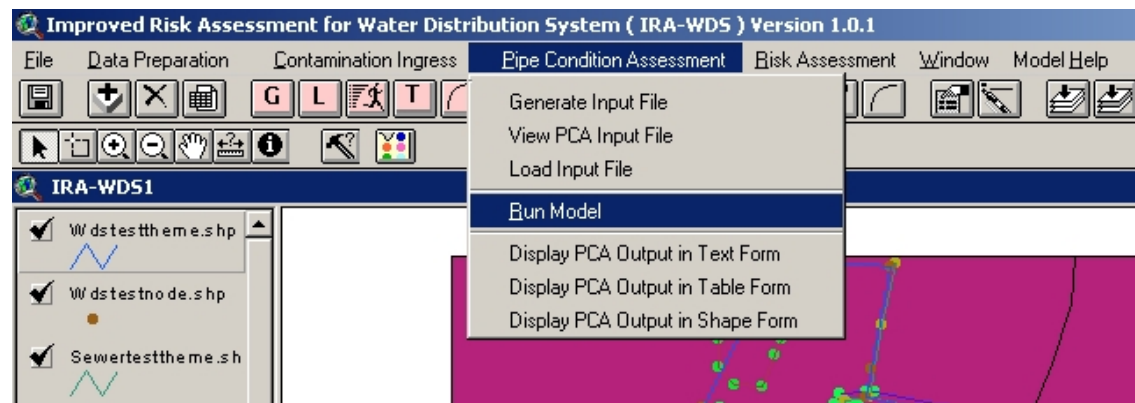 Improved Risk Assessment for Water Distribution System ( IRA-WDS ) Version 1.0.1
File Data Preparation Contamination Ingress Pipe Condition Assessment Risk Assessment Window Model Help
G L T
Generate Input File
View PCA Input File
Load Input File
Run Model
Display PCA Output in Text Form
Display PCA Output in Table Form
Display PCA Output in Shape Form
IRA-WDS1
Wdstesttheme.shp
Wdstestnode.shp
Sewertesttheme.sh